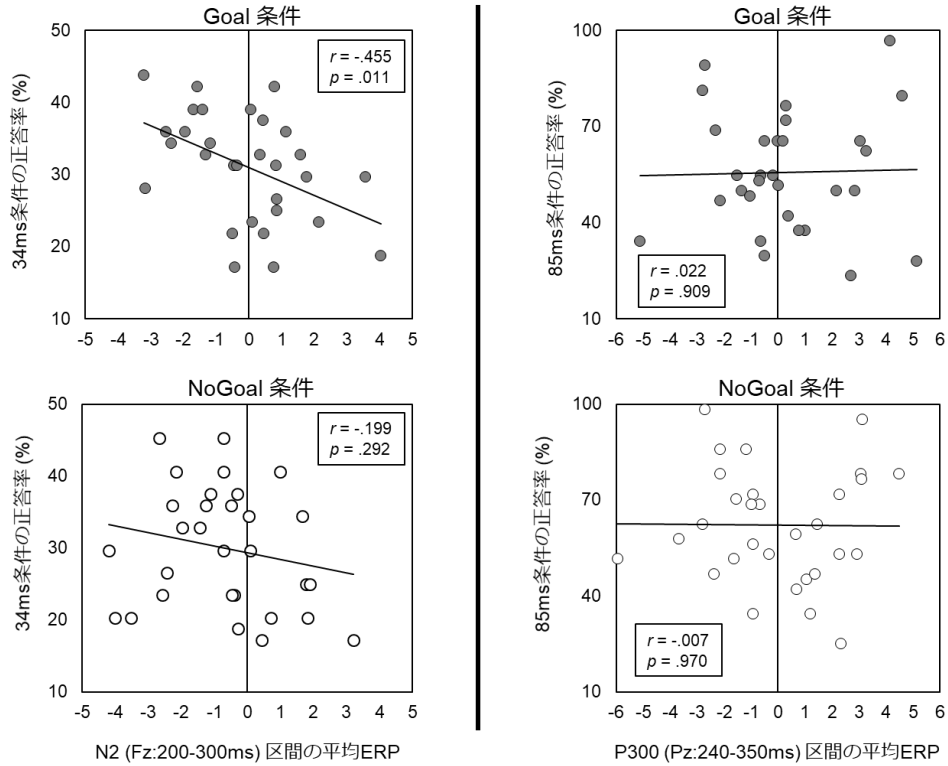 Goal 条件
50
40
30
20
10
34ms条件の正答率 (%)
r = -.455
p = .011
-5 -4 -3 -2 -1 0 1 2 3 4 5
Goal 条件
100
70
40
10
85ms条件の正答率 (%)
r = .022
p = .909
-6 -5 -4 -3 -2 -1 0 1 2 3 4 5 6
NoGoal 条件
50
40
30
20
10
34ms条件の正答率 (%)
r = -.199
p = .292
-5 -4 -3 -2 -1 0 1 2 3 4 5
N2 (Fz:200-300ms) 区間の平均ERP
NoGoal 条件
100
70
40
10
85ms条件の正答率 (%)
r = -.007
p = .970
-6 -5 -4 -3 -2 -1 0 1 2 3 4 5 6
P300 (Pz:240-350ms) 区間の平均ERP